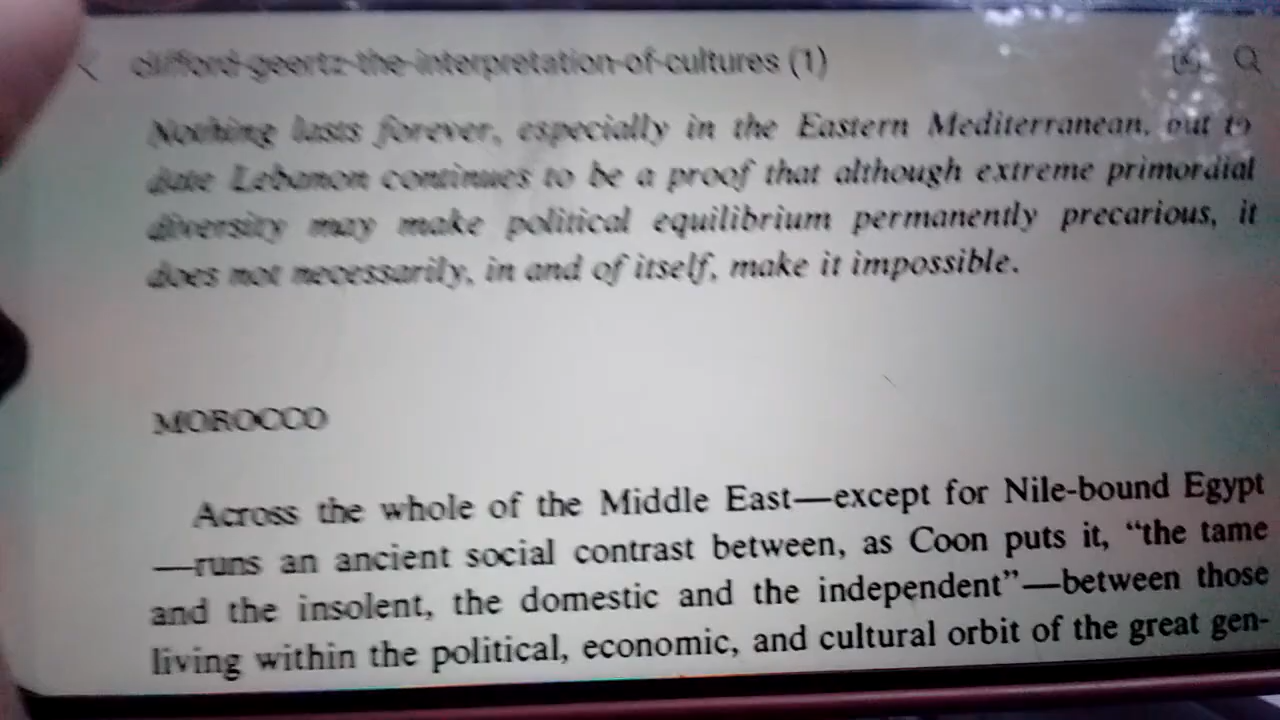 clifford-geertz-the-interpretation-of-cultures (1)
Nothing lasts forever, especially in the Eastern Mediterranean, but to
date Lebanon continues to be a proof that although extreme primordial
diversity may make political equilibrium permanently precarious, it
does not necessarily, in and of itself, make it impossible.
MOROCCO
Across the whole of the Middle East—except for Nile-bound Egypt
—runs an ancient social contrast between, as Coon puts it, “the tame
and the insolent, the domestic and the independent”—between those
living within the political, economic, and cultural orbit of the great gen-